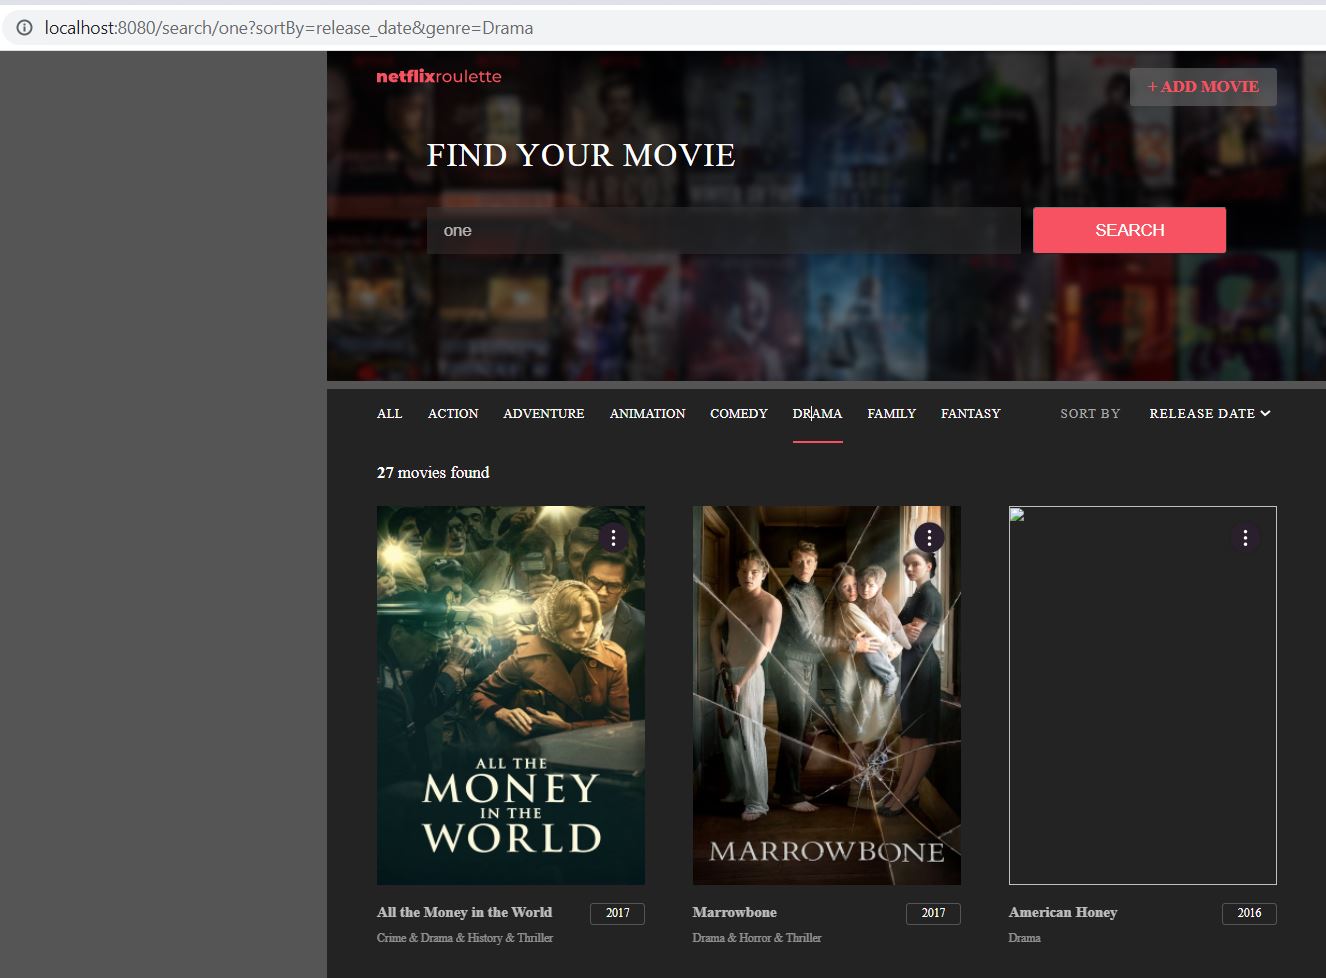 localhost:8080/search/one?sortBy=release_date&genre=Drama
netflixroulette
+ ADD MOVIE
FIND YOUR MOVIE
one
SEARCH
ALL ACTION ADVENTURE ANIMATION COMEDY DRAMA FAMILY FANTASY SORT BY RELEASE DATE
27 movies found
ALL THE
MONEY
IN THE
WORLD
MARROWBONE
All the Money in the World 2017
Crime & Drama & History & Thriller
Marrowbone 2017
Drama & Horror & Thriller
American Honey 2016
Drama